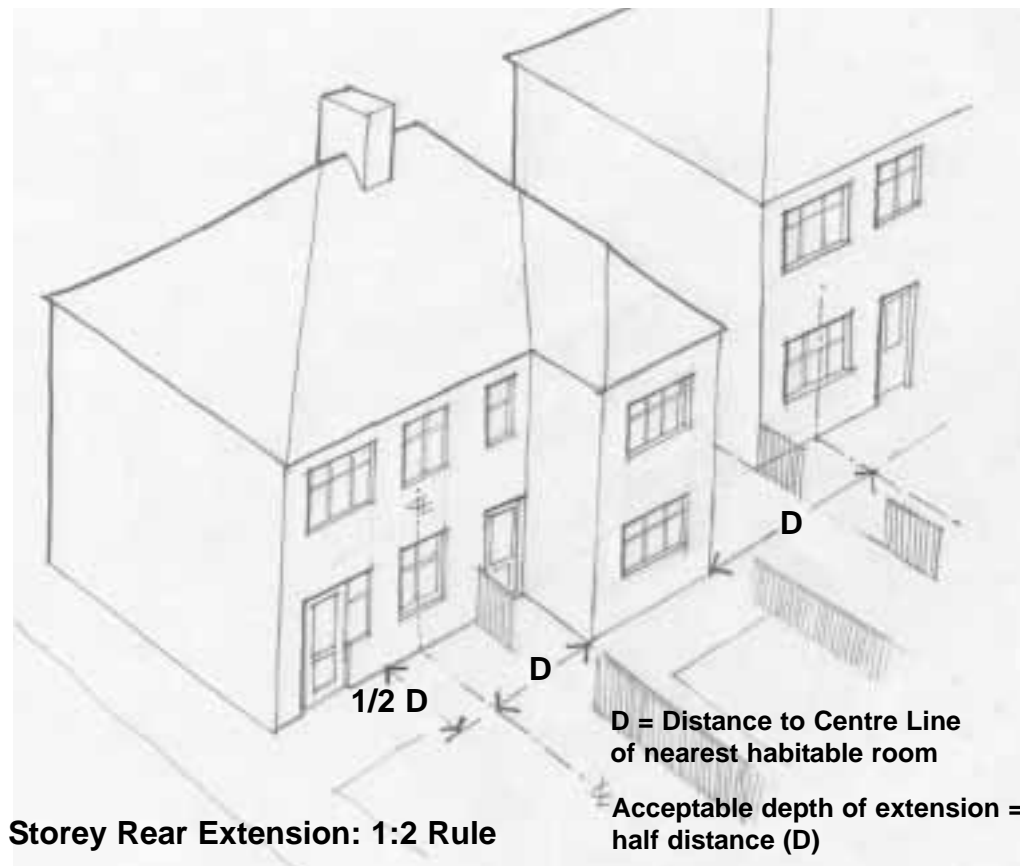 D
D
1/2 D
D = Distance to Centre Line
of nearest habitable room
Acceptable depth of extension =
half distance (D)
Storey Rear Extension: 1:2 Rule